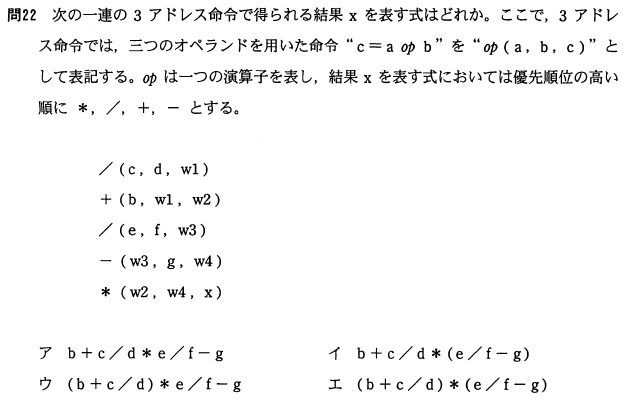 問22 次の一連の 3 アドレス命令で得られる結果 x を表す式はどれか。ここで，3 アドレ
ス命令では，三つのオペランドを用いた命令“c＝a op b”を“op（a，b，c）”と
して表記する。op は一つの演算子を表し，結果 x を表す式においては優先順位の高い
順に ＊，／，＋，－ とする。
／（c，d，w1）
＋（b，w1，w2）
／（e，f，w3）
－（w3，g，w4）
＊（w2，w4，x）
ア b＋c／d＊e／f－g イ b＋c／d＊（e／f－g）
ウ （b＋c／d）＊e／f－g エ （b＋c／d）＊（e／f－g）